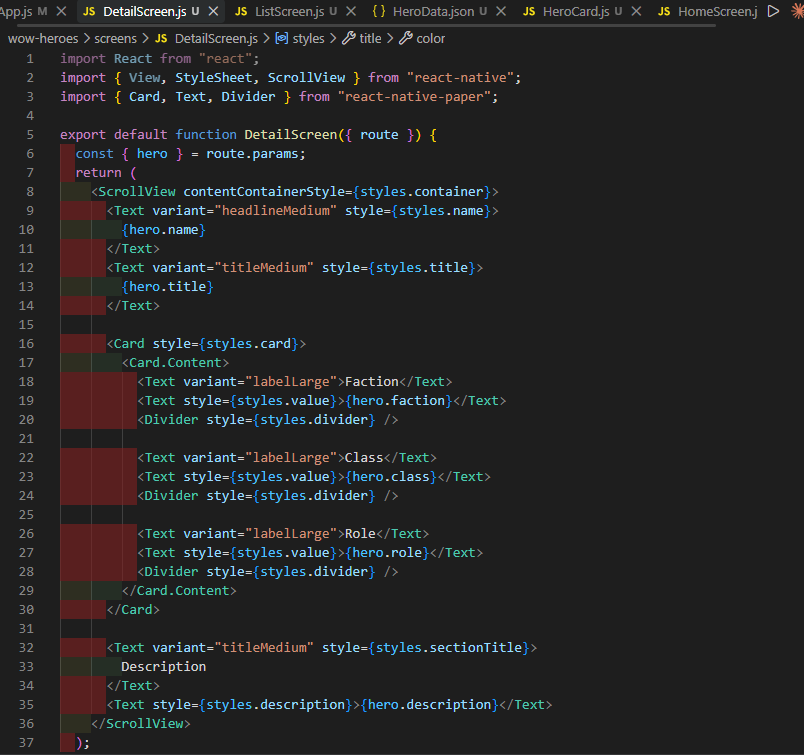 App.js M
JS DetailScreen.js U
JS ListScreen.js U
{} HeroData.json U
JS HeroCard.js U
JS HomeScreen.j
wow-heroes > screens > JS DetailScreen.js > styles > title > color
1 import React from "react";
2 import { View, StyleSheet, ScrollView } from "react-native";
3 import { Card, Text, Divider } from "react-native-paper";
4
5 export default function DetailScreen({ route }) {
6 const { hero } = route.params;
7 return (
8 <ScrollView contentContainerStyle={styles.container}>
9 <Text variant="headlineMedium" style={styles.name}>
10 {hero.name}
11 </Text>
12 <Text variant="titleMedium" style={styles.title}>
13 {hero.title}
14 </Text>
15
16 <Card style={styles.card}>
17 <Card.Content>
18 <Text variant="labelLarge">Faction</Text>
19 <Text style={styles.value}>{hero.faction}</Text>
20 <Divider style={styles.divider} />
21
22 <Text variant="labelLarge">Class</Text>
23 <Text style={styles.value}>{hero.class}</Text>
24 <Divider style={styles.divider} />
25
26 <Text variant="labelLarge">Role</Text>
27 <Text style={styles.value}>{hero.role}</Text>
28 <Divider style={styles.divider} />
29 </Card.Content>
30 </Card>
31
32 <Text variant="titleMedium" style={styles.sectionTitle}>
33 Description
34 </Text>
35 <Text style={styles.description}>{hero.description}</Text>
36 </ScrollView>
37 );